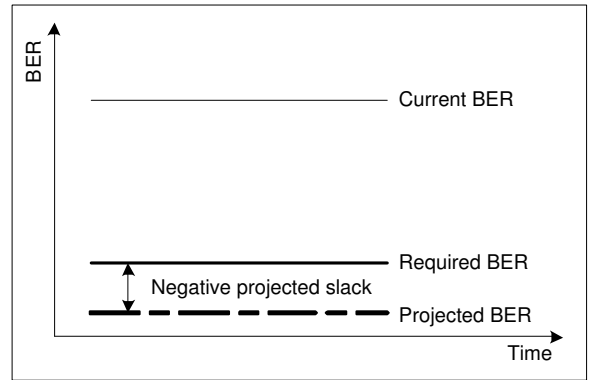 BER
Current BER
Required BER
Negative projected slack
Projected BER
Time